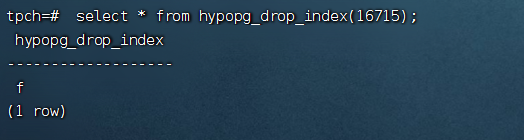 tpch=#  select * from hypopg_drop_index(16715);
 hypopg_drop_index
-------------------
 f
(1 row)